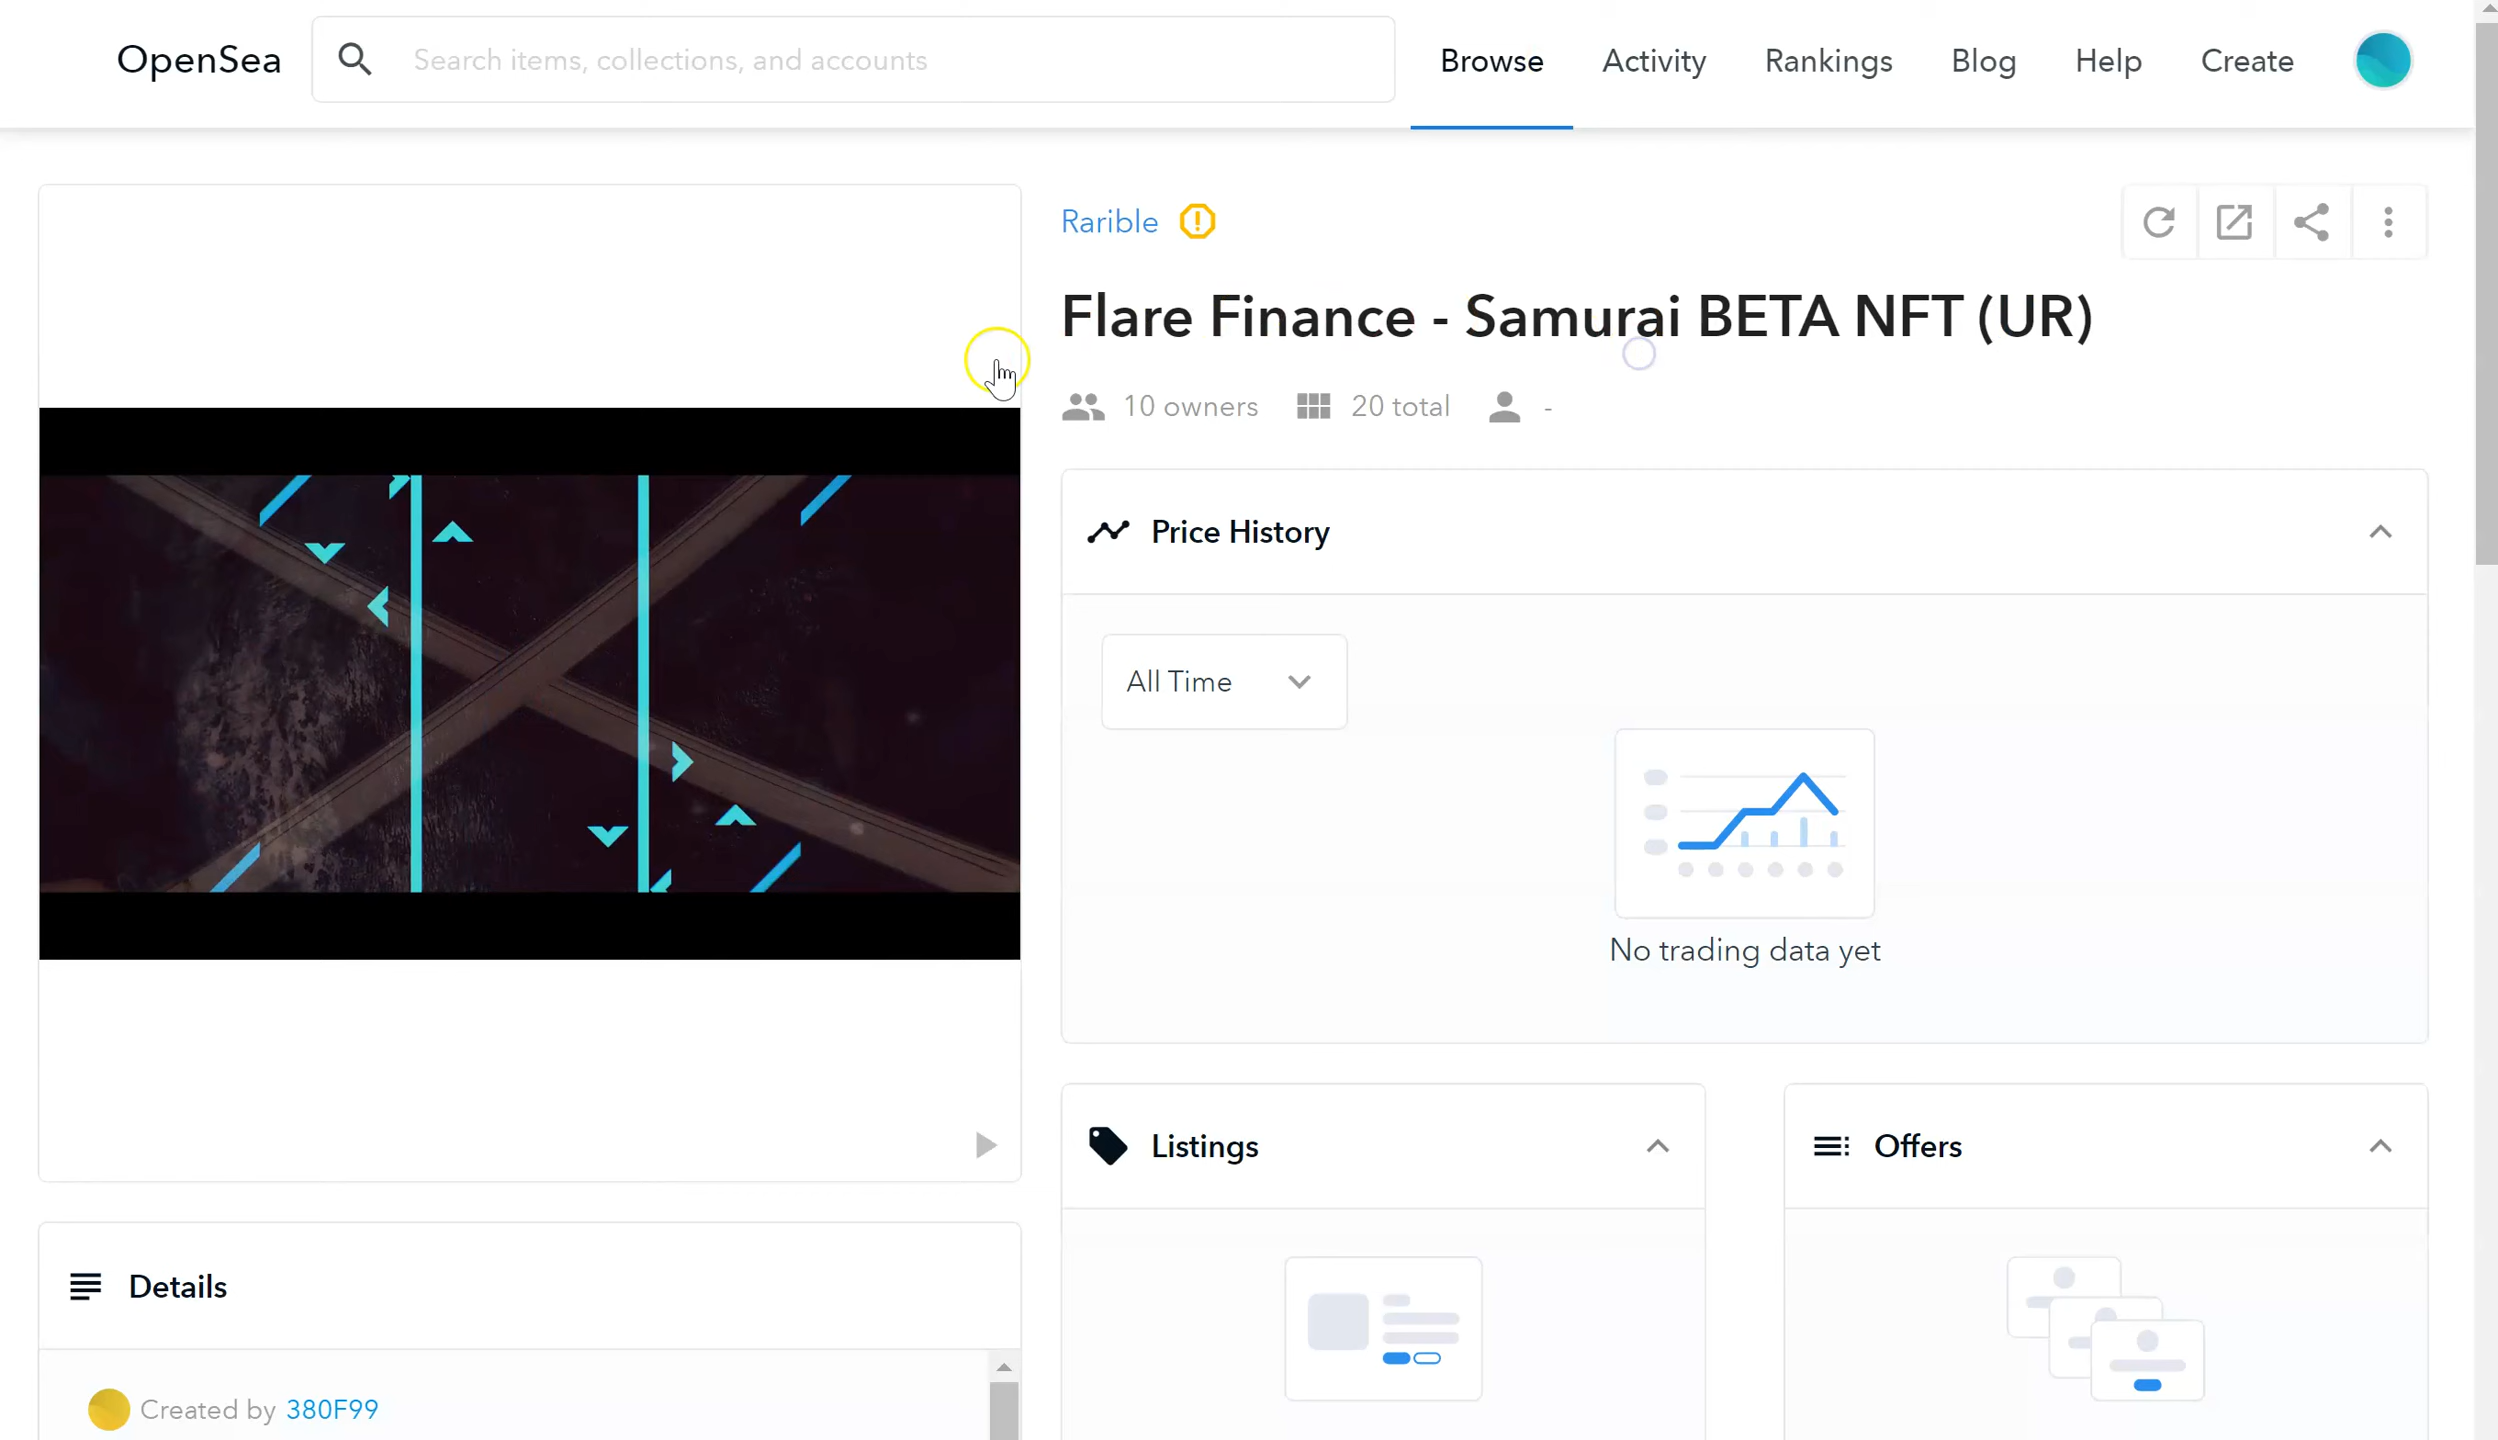 OpenSea
Search items, collections, and accounts
Browse
Activity
Rankings
Blog
Help
Create
Rarible
Flare Finance - Samurai BETA NFT (UR)
10 owners
20 total
-
Price History
All Time
No trading data yet
Listings
Offers
Details
Created by 380F99